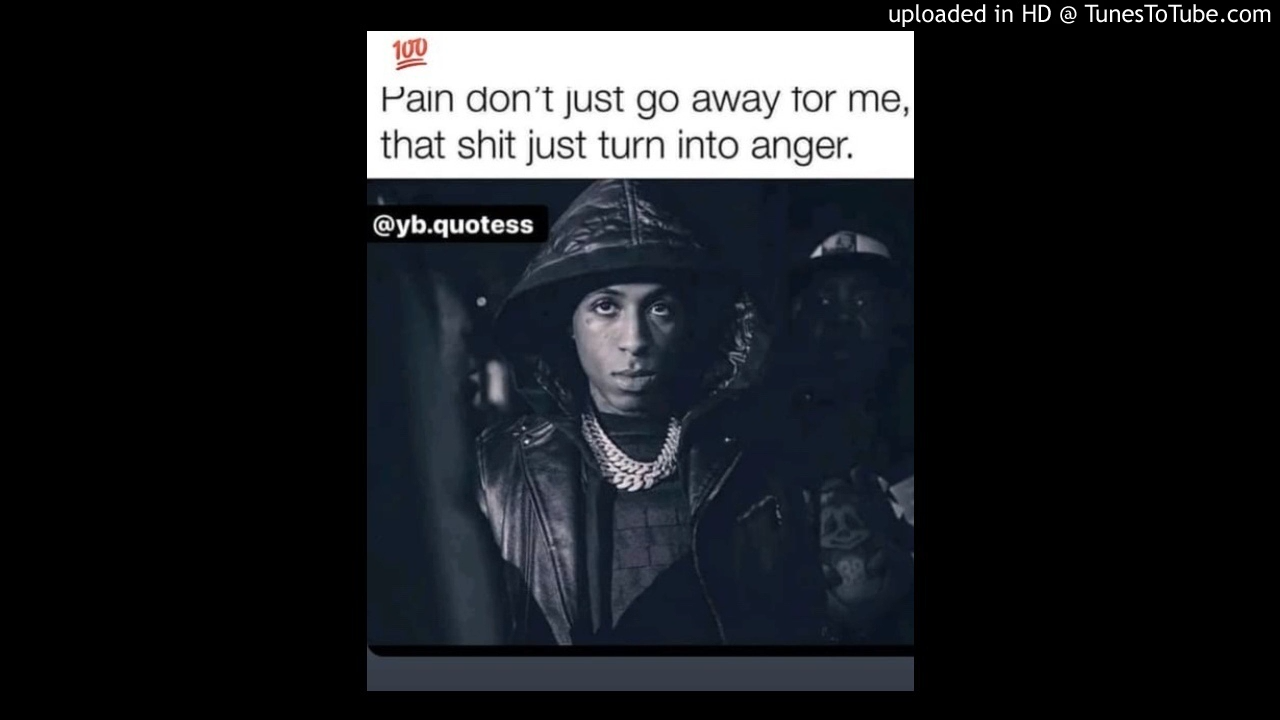 uploaded in HD @ TunesToTube.com
💯
Pain don't just go away for me,
that shit just turn into anger.
@yb.quotess